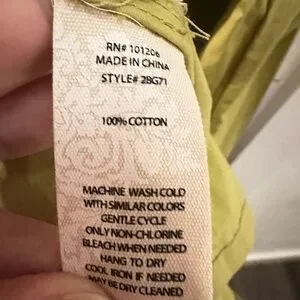 RN# 101206
MADE IN CHINA
STYLE# 28G71
100% COTTON
MACHINE WASH COLD
WITH SIMILAR COLORS
GENTLE CYCLE
ONLY NON-CHLORINE
BLEACH WHEN NEEDED
HANG TO DRY
COOL IRON IF NEEDED
MAY BE DRY CLEANED